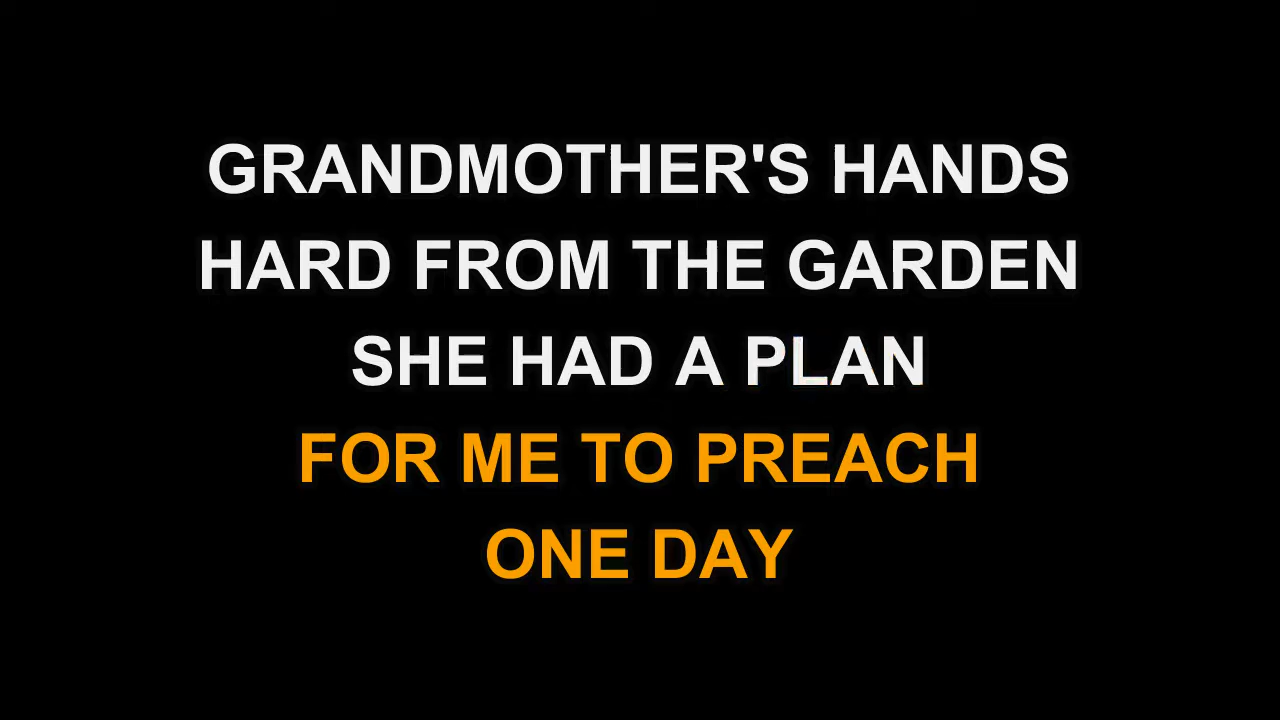 GRANDMOTHER'S HANDS
HARD FROM THE GARDEN
SHE HAD A PLAN
FOR ME TO PREACH
ONE DAY